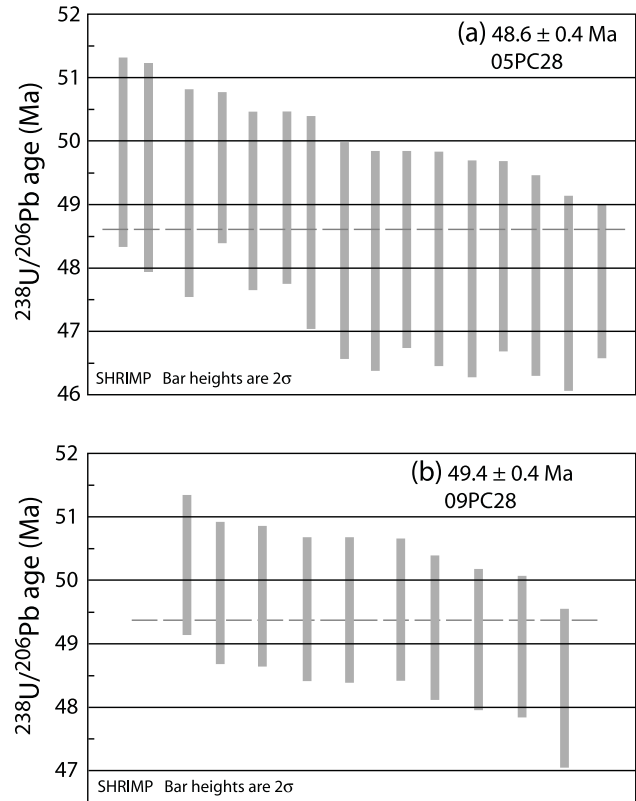 52
(a) 48.6 ± 0.4 Ma
05PC28
51
50
49
48
47
46
²³⁸U/²⁰⁶Pb age (Ma)
SHRIMP Bar heights are 2σ
52
(b) 49.4 ± 0.4 Ma
09PC28
51
50
49
48
47
²³⁸U/²⁰⁶Pb age (Ma)
SHRIMP Bar heights are 2σ